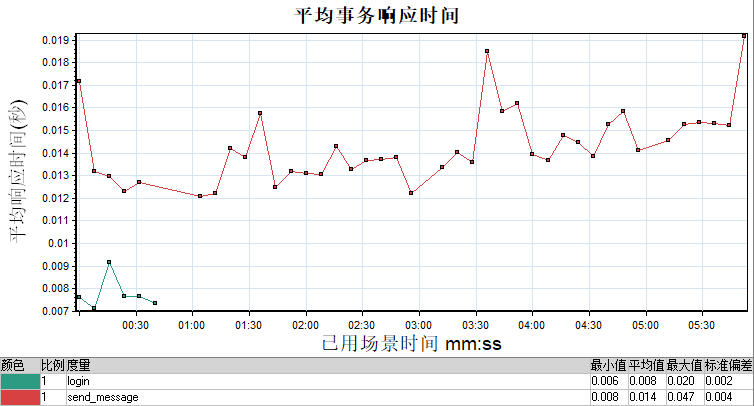 平均事务响应时间
平均响应时间(秒)
0.019
0.018
0.017
0.016
0.015
0.014
0.013
0.012
0.011
0.01
0.009
0.008
0.007
00:30 01:00 01:30 02:00 02:30 03:00 03:30 04:00 04:30 05:00 05:30
已用场景时间 mm:ss
颜色 比例 度量 最小值 平均值 最大值 标准偏差
1 login 0.006 0.008 0.020 0.002
1 send_message 0.008 0.014 0.047 0.004